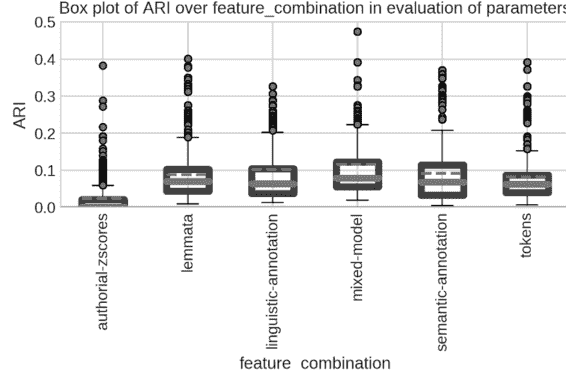 Box plot of ARI over feature_combination in evaluation of parameters
0.5
0.4
0.3
0.2
0.1
0.0
ARI
authorial-zscores
lemmata
linguistic-annotation
mixed-model
semantic-annotation
tokens
feature_combination